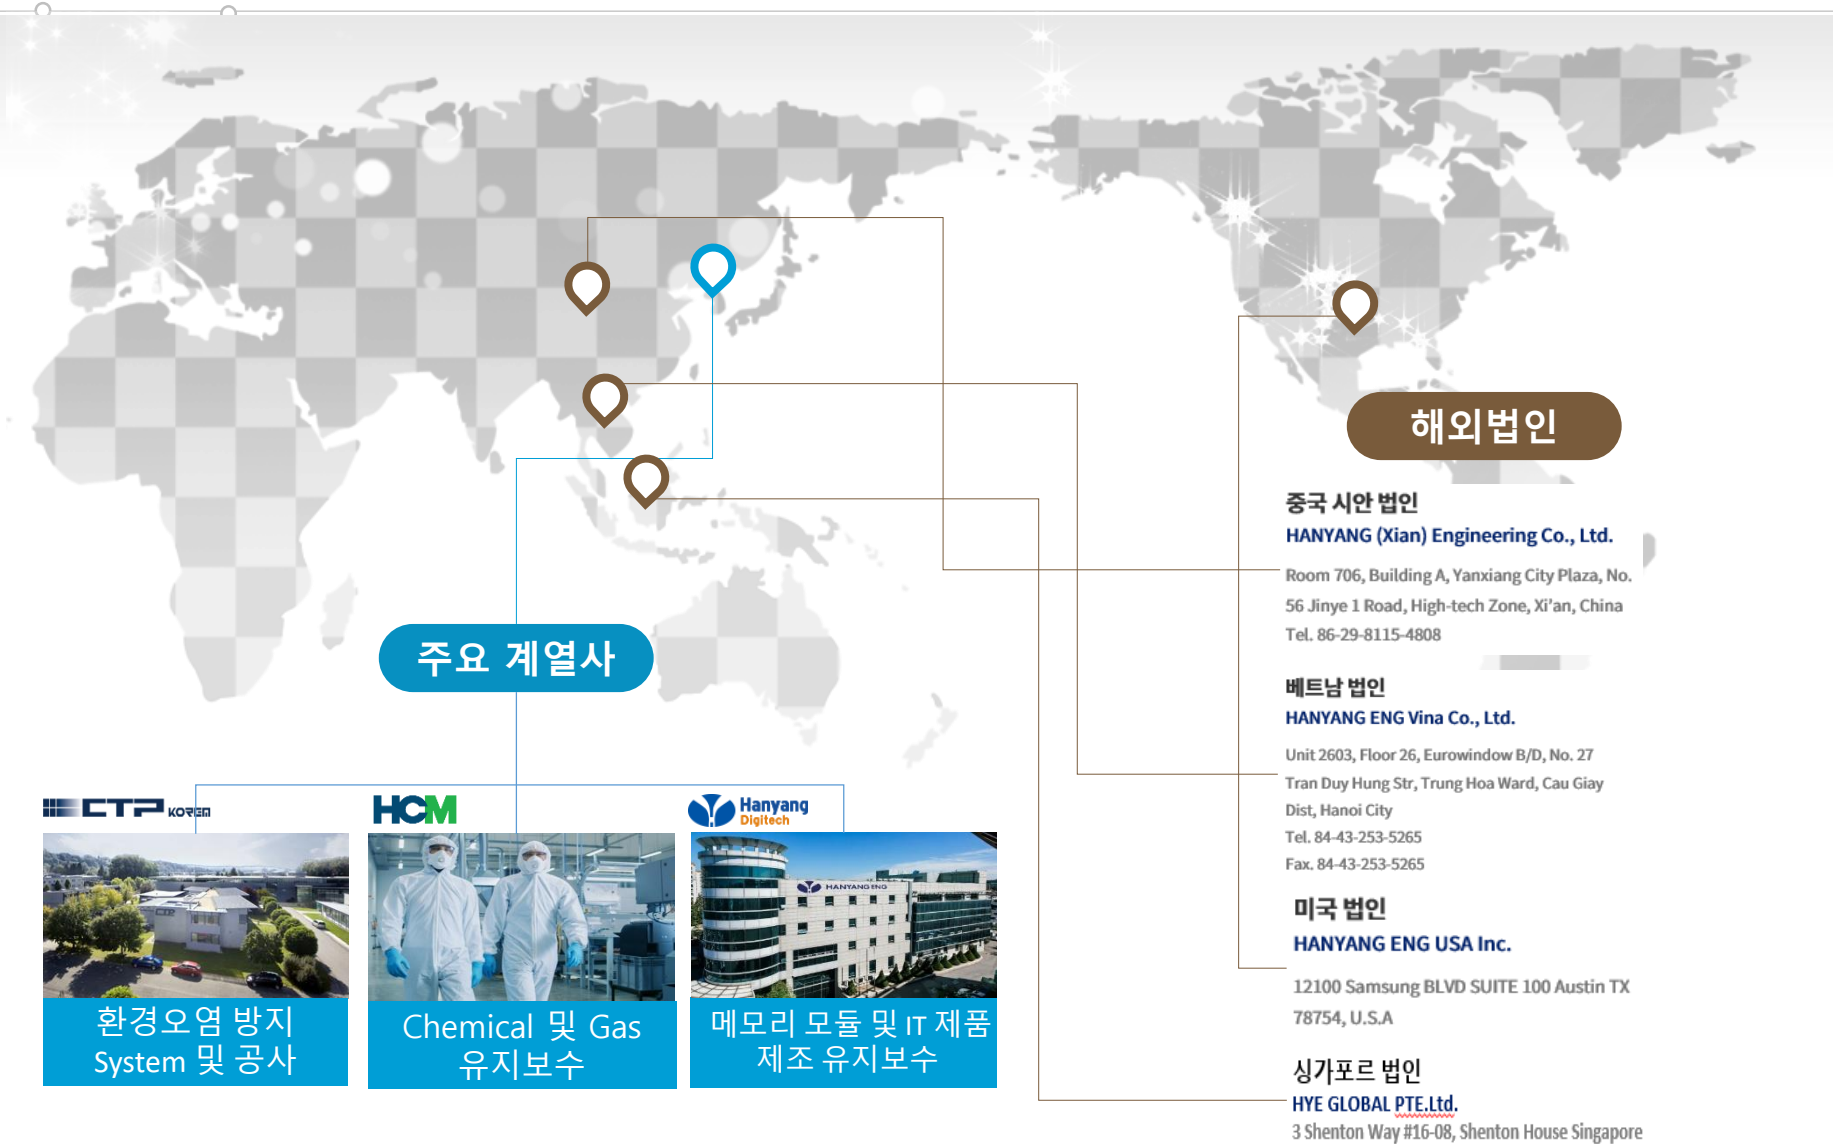 해외법인
중국 시안 법인
HANYANG (Xian) Engineering Co., Ltd.
Room 706, Building A, Yanxiang City Plaza, No.
56 Jinye 1 Road, High-tech Zone, Xi'an, China
Tel. 86-29-8115-4808
베트남 법인
HANYANG ENG Vina Co., Ltd.
Unit 2603, Floor 26, Eurowindow B/D, No. 27
Tran Duy Hung Str, Trung Hoa Ward, Cau Giay
Dist, Hanoi City
Tel. 84-43-253-5265
Fax. 84-43-253-5265
미국 법인
HANYANG ENG USA Inc.
12100 Samsung BLVD SUITE 100 Austin TX
78754, U.S.A
싱가포르 법인
HYE GLOBAL PTE.Ltd.
3 Shenton Way #16-08, Shenton House Singapore
주요 계열사
CTP KOREA
CTP
환경오염 방지
System 및 공사
HCM
Chemical 및 Gas
유지보수
Hanyang
Digitech
HANYANG ENG
메모리 모듈 및 IT 제품
제조 유지보수